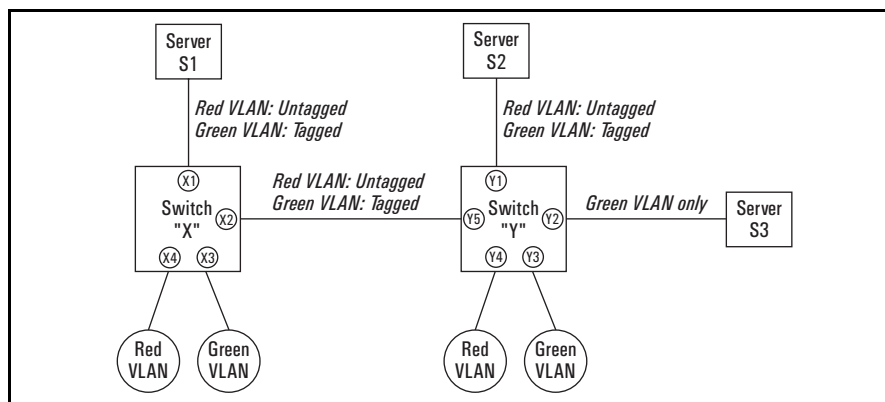 Server
S1
Server
S2
Red VLAN: Untagged
Green VLAN: Tagged
Red VLAN: Untagged
Green VLAN: Tagged
X1
Red VLAN: Untagged
Green VLAN: Tagged
Y1
Switch
"X"
X2
Y5
Switch
"Y"
Y2
Green VLAN only
Server
S3
X4
X3
Y4
Y3
Red
VLAN
Green
VLAN
Red
VLAN
Green
VLAN